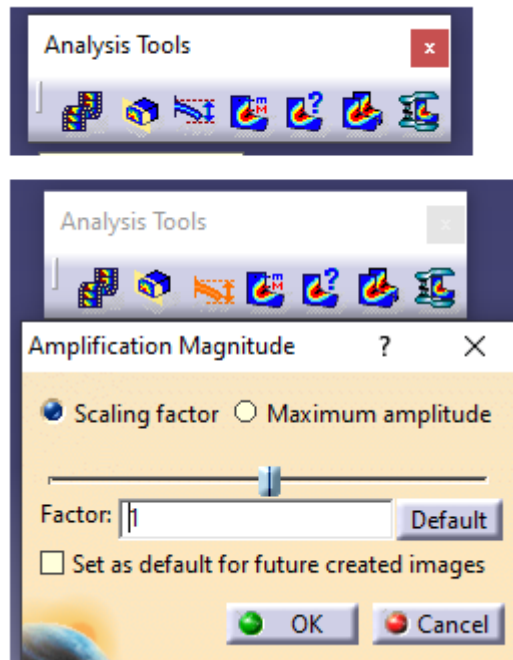 Analysis Tools
x
m
M
?
Analysis Tools
x
m
M
?
Amplification Magnitude ? ×
Scaling factor Maximum amplitude
Factor: 1 Default
Set as default for future created images
OK Cancel